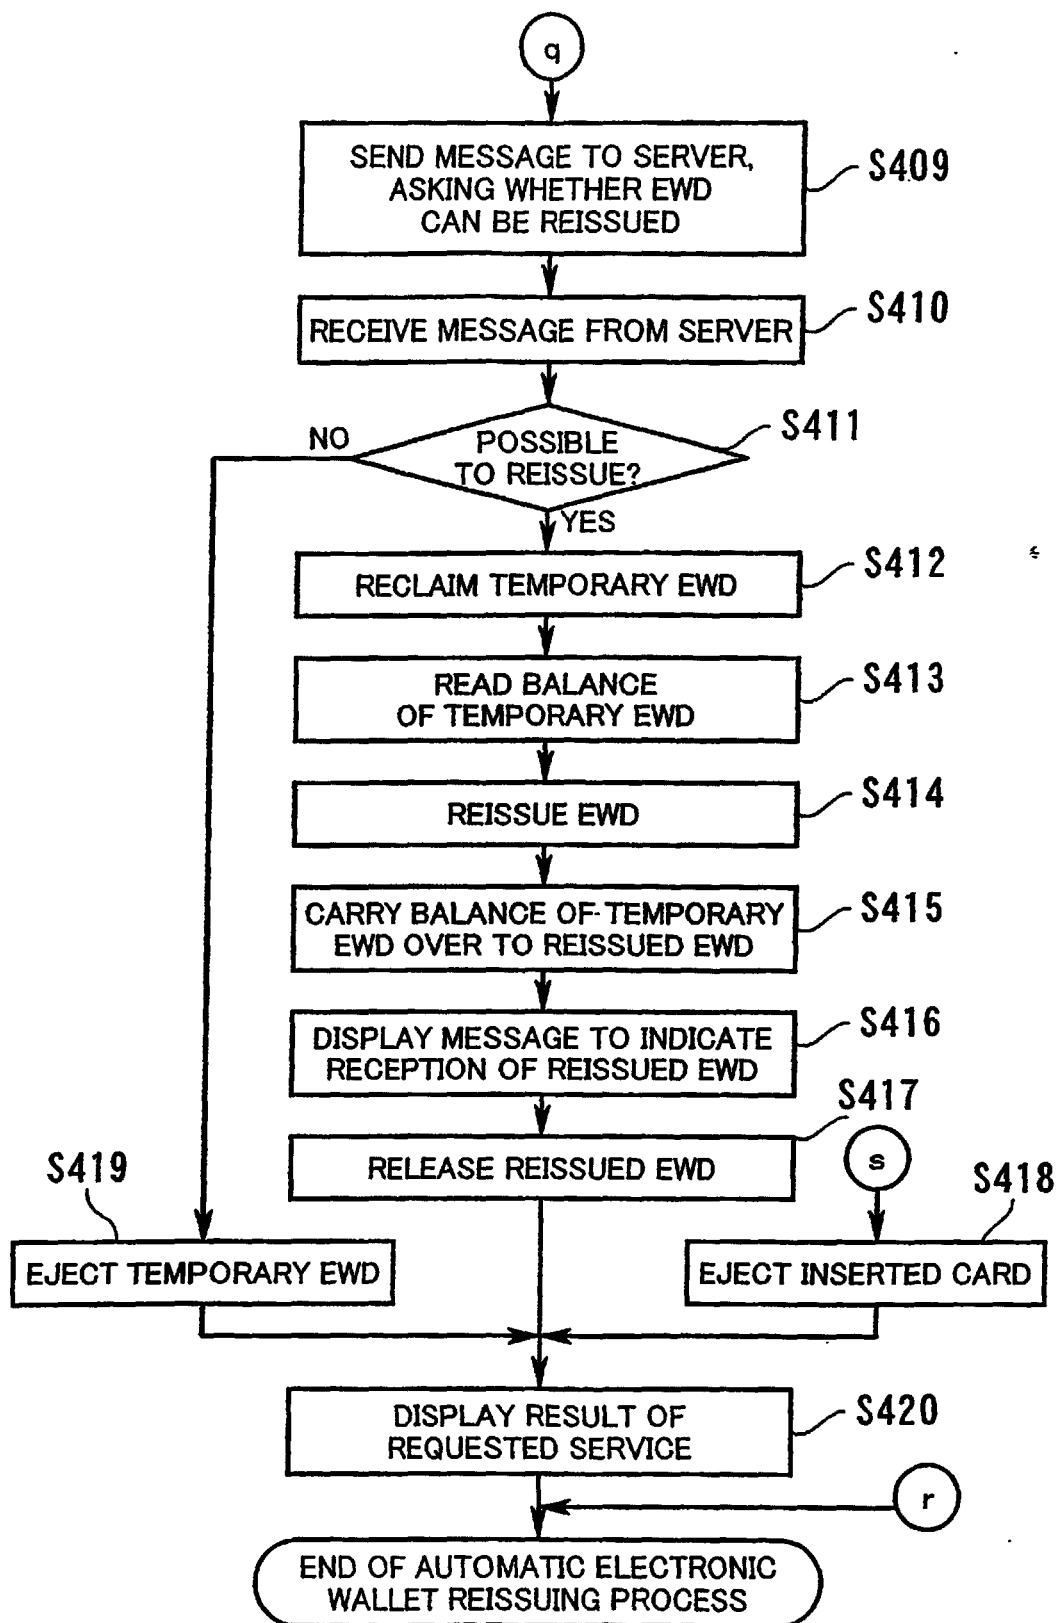 q
SEND MESSAGE TO SERVER,
ASKING WHETHER EWD
CAN BE REISSUED
S409
RECEIVE MESSAGE FROM SERVER
S410
POSSIBLE
TO REISSUE?
S411
NO
YES
RECLAIM TEMPORARY EWD
S412
READ BALANCE
OF TEMPORARY EWD
S413
REISSUE EWD
S414
CARRY BALANCE OF TEMPORARY
EWD OVER TO REISSUED EWD
S415
DISPLAY MESSAGE TO INDICATE
RECEPTION OF REISSUED EWD
S416
RELEASE REISSUED EWD
S417
s
S419
EJECT TEMPORARY EWD
S418
EJECT INSERTED CARD
DISPLAY RESULT OF
REQUESTED SERVICE
S420
r
END OF AUTOMATIC ELECTRONIC
WALLET REISSUING PROCESS